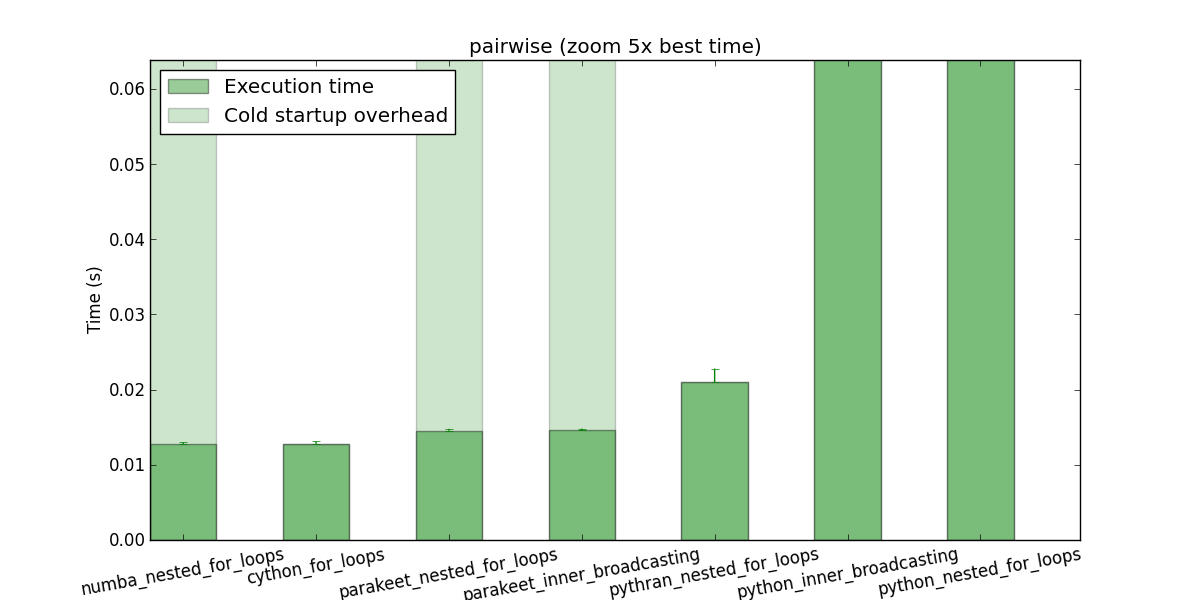 pairwise (zoom 5x best time)
Execution time
Cold startup overhead
Time (s)
0.06
0.05
0.04
0.03
0.02
0.01
0.00
numba_nested_for_loops
cython_for_loops
parakeet_nested_for_loops
parakeet_inner_broadcasting
pythran_nested_for_loops
python_inner_broadcasting
python_nested_for_loops